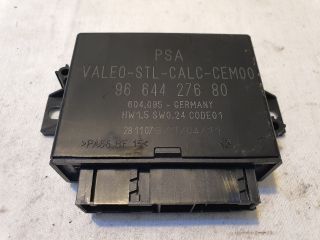 PSA
VALEO-STL-CALC-CEM00
96 644 276 80
604.095 - GERMANY
HW1.5 SW0.24 CODE01
>PA66 GF 15<